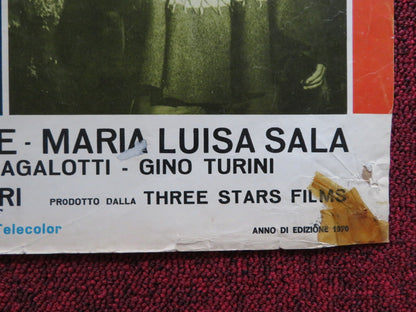 E - MARIA LUISA SALA
AGALOTTI - GINO TURINI
RI PRODOTTO DALLA THREE STARS FILMS
Telecolor ANNO DI EDIZIONE 1970